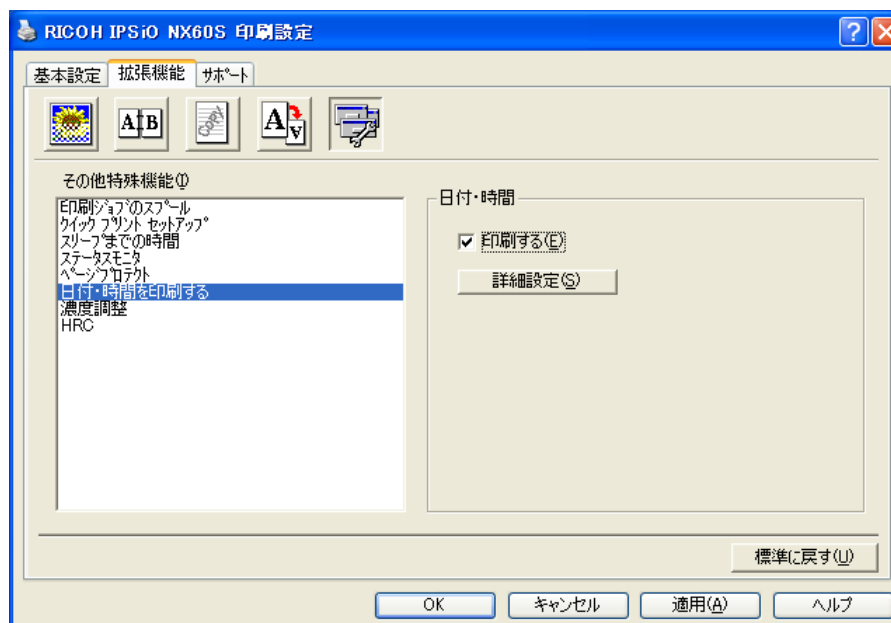 RICOH IPSiO NX60S 印刷設定
基本設定 拡張機能 サポート
A B
copy
A A
その他特殊機能(I)
印刷ジョブのスプール
クイック プリント セットアップ
スリープまでの時間
ステータスモニタ
ページプロテクト
日付・時間を印刷する
濃度調整
HRC
日付・時間
印刷する(E)
詳細設定(S)
標準に戻す(U)
OK キャンセル 適用(A) ヘルプ